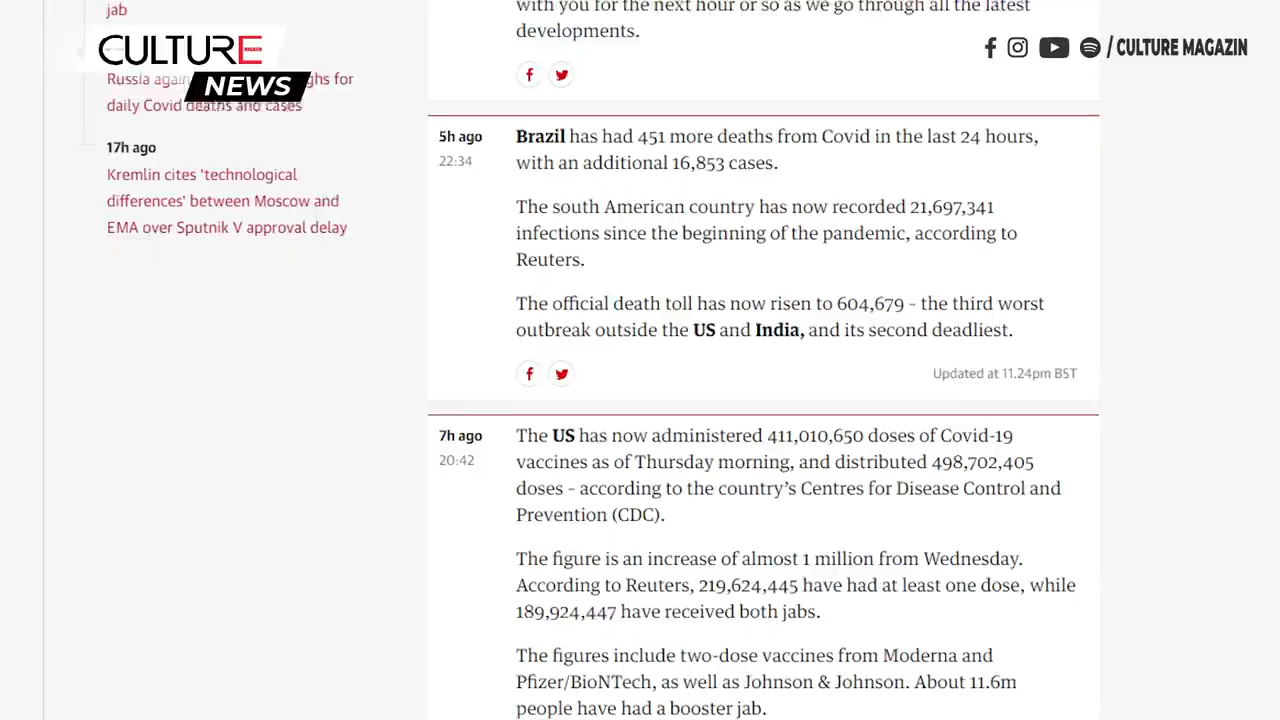 jab
CULTURE
NEWS
/ CULTURE MAGAZIN
Russia again ghs for
daily Covid deaths and cases
17h ago
Kremlin cites 'technological
differences' between Moscow and
EMA over Sputnik V approval delay
with you for the next hour or so as we go through all the latest
developments.
5h ago
22:34
Brazil has had 451 more deaths from Covid in the last 24 hours,
with an additional 16,853 cases.
The south American country has now recorded 21,697,341
infections since the beginning of the pandemic, according to
Reuters.
The official death toll has now risen to 604,679 – the third worst
outbreak outside the US and India, and its second deadliest.
Updated at 11.24pm BST
7h ago
20:42
The US has now administered 411,010,650 doses of Covid-19
vaccines as of Thursday morning, and distributed 498,702,405
doses – according to the country's Centres for Disease Control and
Prevention (CDC).
The figure is an increase of almost 1 million from Wednesday.
According to Reuters, 219,624,445 have had at least one dose, while
189,924,447 have received both jabs.
The figures include two-dose vaccines from Moderna and
Pfizer/BioNTech, as well as Johnson & Johnson. About 11.6m
people have had a booster jab.